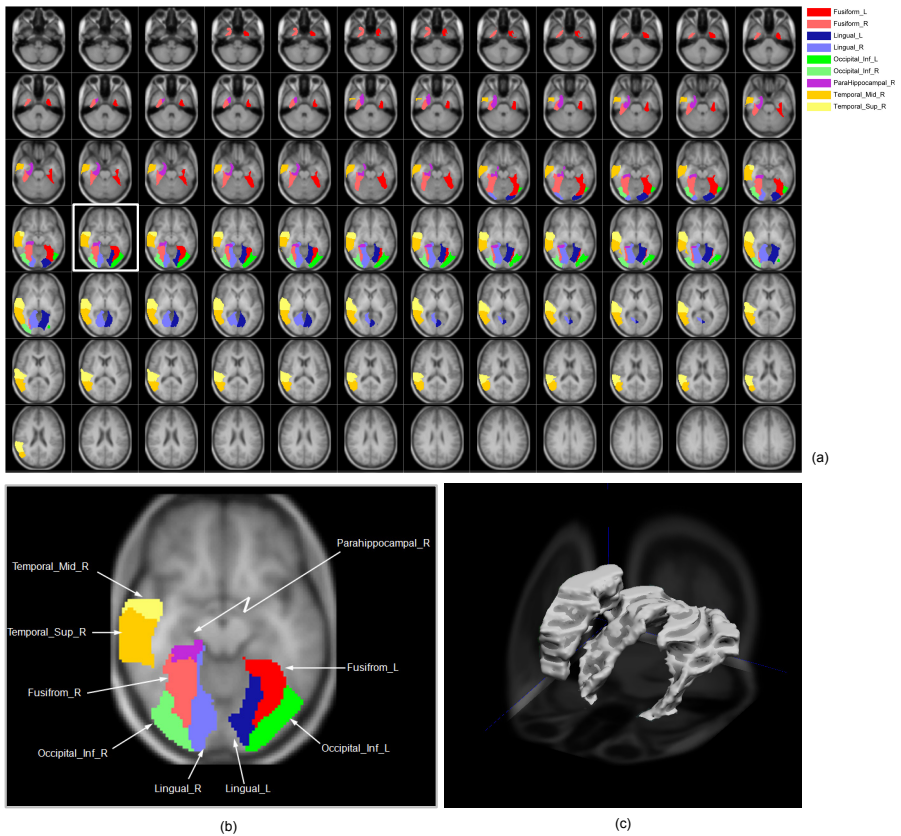 Fusiform_L
Fusiform_R
Lingual_L
Lingual_R
Occipital_Inf_L
Occipital_Inf_R
ParaHippocampal_R
Temporal_Mid_R
Temporal_Sup_R
(a)
Parahippocampal_R
Temporal_Mid_R
Temporal_Sup_R
Fusifrom_L
Fusifrom_R
Occipital_Inf_R
Occipital_Inf_L
Lingual_R
Lingual_L
(b)
(c)